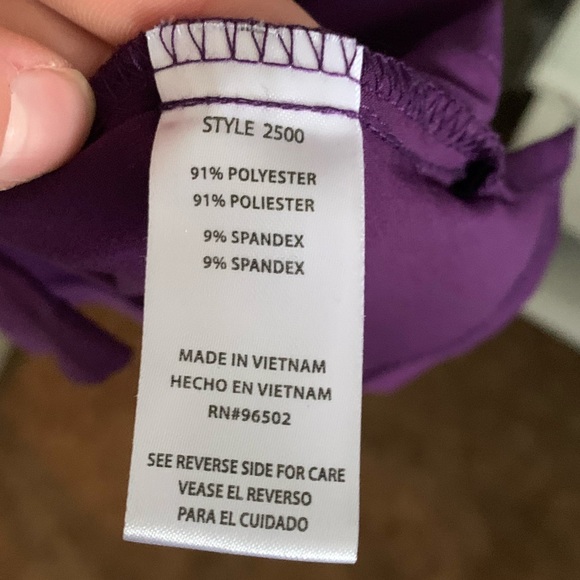 STYLE 2500
91% POLYESTER
91% POLIESTER
9% SPANDEX
9% SPANDEX
MADE IN VIETNAM
HECHO EN VIETNAM
RN#96502
SEE REVERSE SIDE FOR CARE
VEASE EL REVERSO
PARA EL CUIDADO